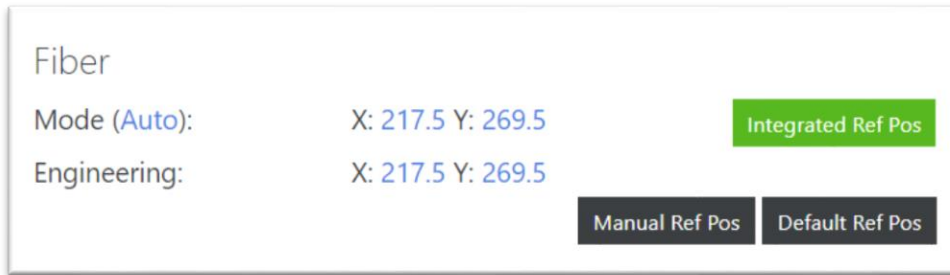 Fiber
Mode (Auto): X: 217.5 Y: 269.5 Integrated Ref Pos
Engineering: X: 217.5 Y: 269.5
Manual Ref Pos Default Ref Pos